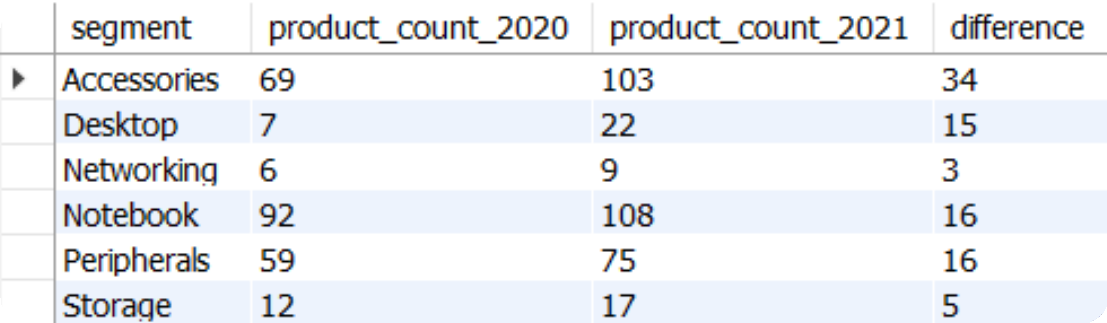 segment product_count_2020 product_count_2021 difference
Accessories 69 103 34
Desktop 7 22 15
Networking 6 9 3
Notebook 92 108 16
Peripherals 59 75 16
Storage 12 17 5